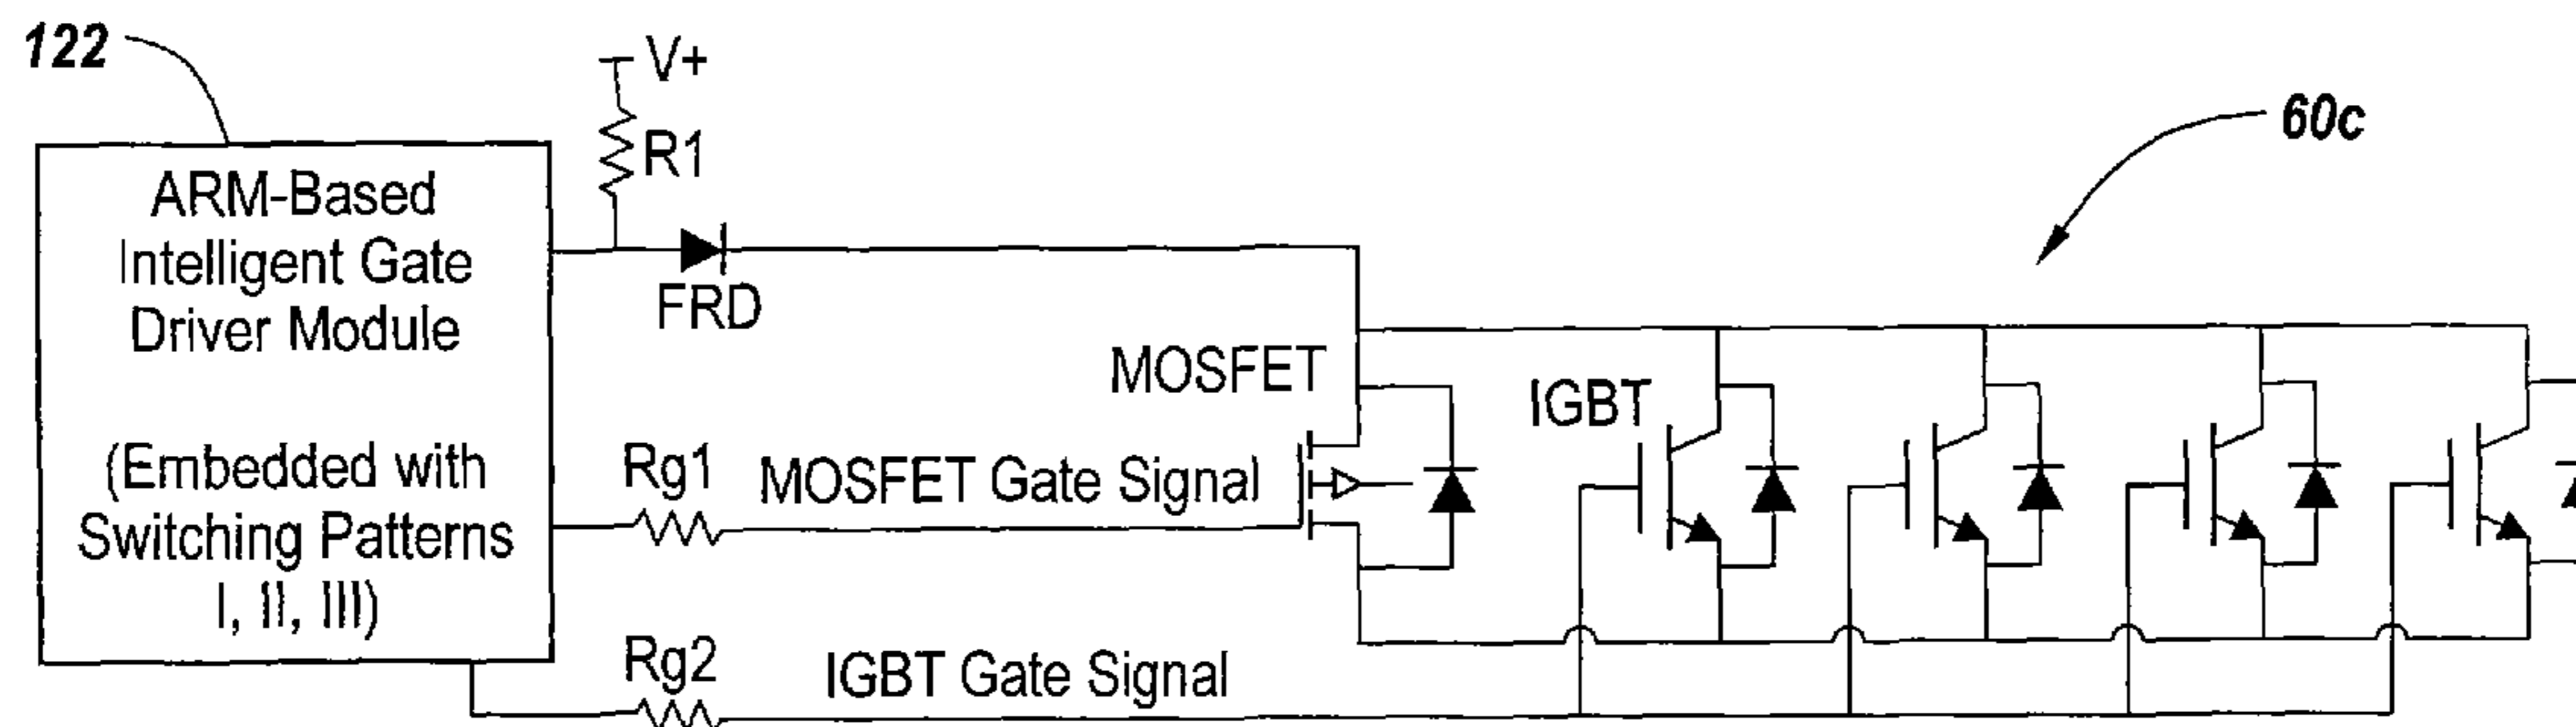 122
V+
R1
60c
ARM-Based
Intelligent Gate
Driver Module
(Embedded with
Switching Patterns
I, II, III)
FRD
MOSFET
IGBT
Rg1
MOSFET Gate Signal
Rg2
IGBT Gate Signal